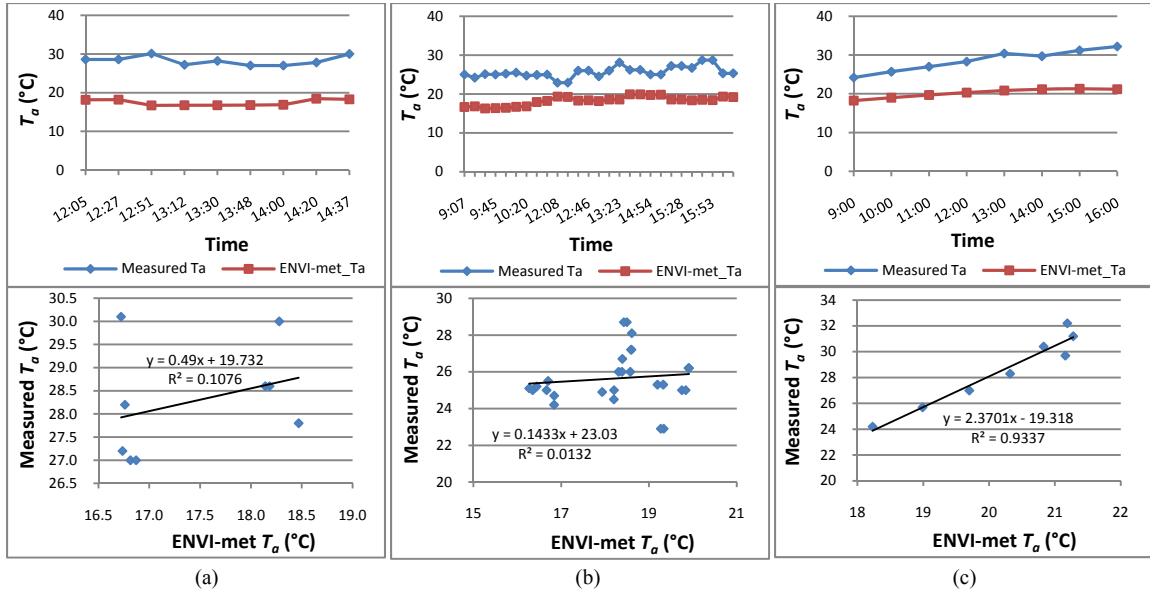 40
30
20
10
0
Tₐ (°C)
12:05 12:27 12:51 13:12 13:30 13:48 14:00 14:20 14:37
Time
Measured Ta ENVI-met_Ta
40
30
20
10
0
Tₐ (°C)
9:07 9:45 10:20 12:08 12:46 13:23 14:54 15:28 15:53
Time
Measured Ta ENVI-met_Ta
40
30
20
10
0
Tₐ (°C)
9:00 10:00 11:00 12:00 13:00 14:00 15:00 16:00
Time
Measured Ta ENVI-met_Ta
30.5
30.0
29.5
29.0
28.5
28.0
27.5
27.0
26.5
Measured Tₐ (°C)
y = 0.49x + 19.732
R² = 0.1076
16.5 17.0 17.5 18.0 18.5 19.0
ENVI-met Tₐ (°C)
30
28
26
24
22
20
Measured Tₐ (°C)
y = 0.1433x + 23.03
R² = 0.0132
15 17 19 21
ENVI-met Tₐ (°C)
34
32
30
28
26
24
22
20
Measured Tₐ (°C)
y = 2.3701x - 19.318
R² = 0.9337
18 19 20 21 22
ENVI-met Tₐ (°C)
(a) (b) (c)